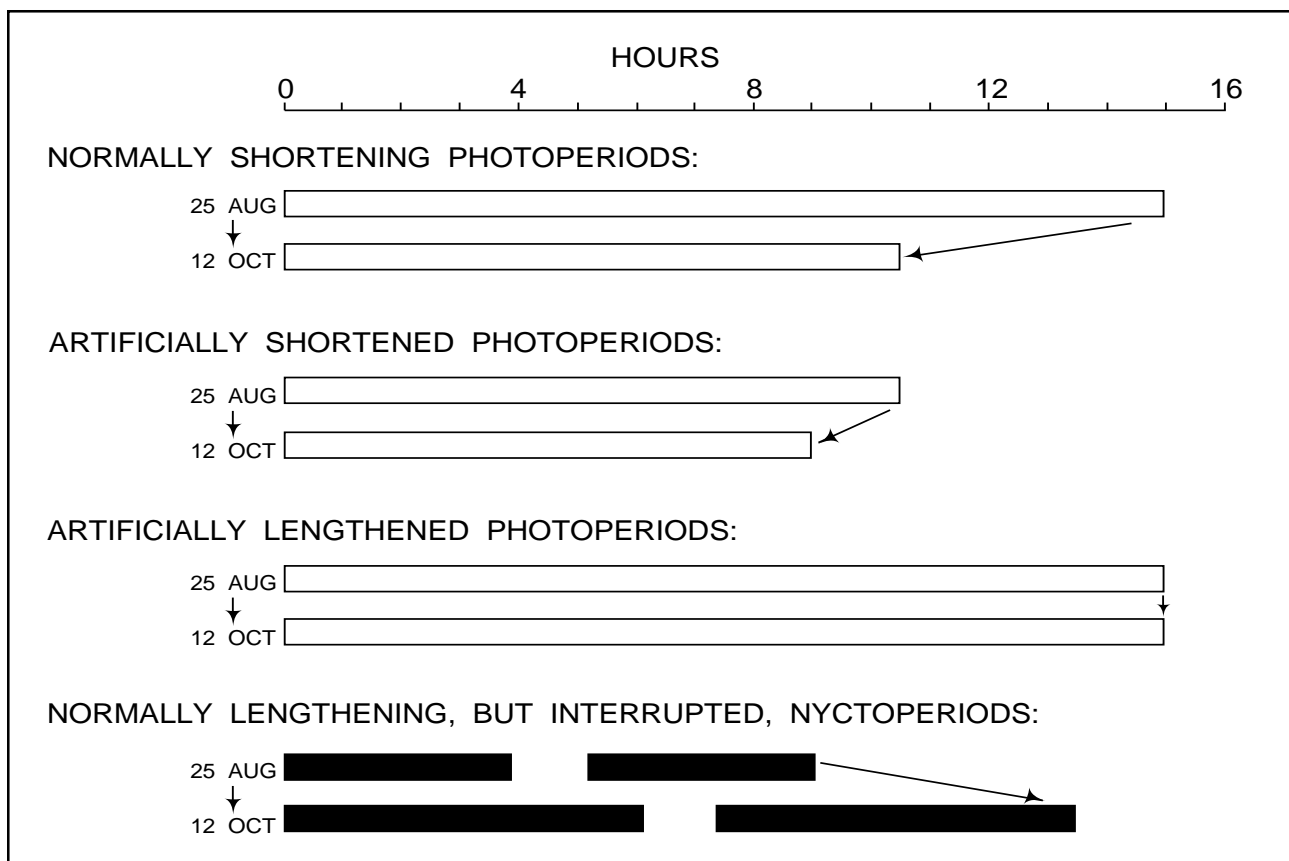 HOURS
0 4 8 12 16
NORMALLY SHORTENING PHOTOPERIODS:
25 AUG
12 OCT
ARTIFICIALLY SHORTENED PHOTOPERIODS:
25 AUG
12 OCT
ARTIFICIALLY LENGTHENED PHOTOPERIODS:
25 AUG
12 OCT
NORMALLY LENGTHENING, BUT INTERRUPTED, NYCTOPERIODS:
25 AUG
12 OCT